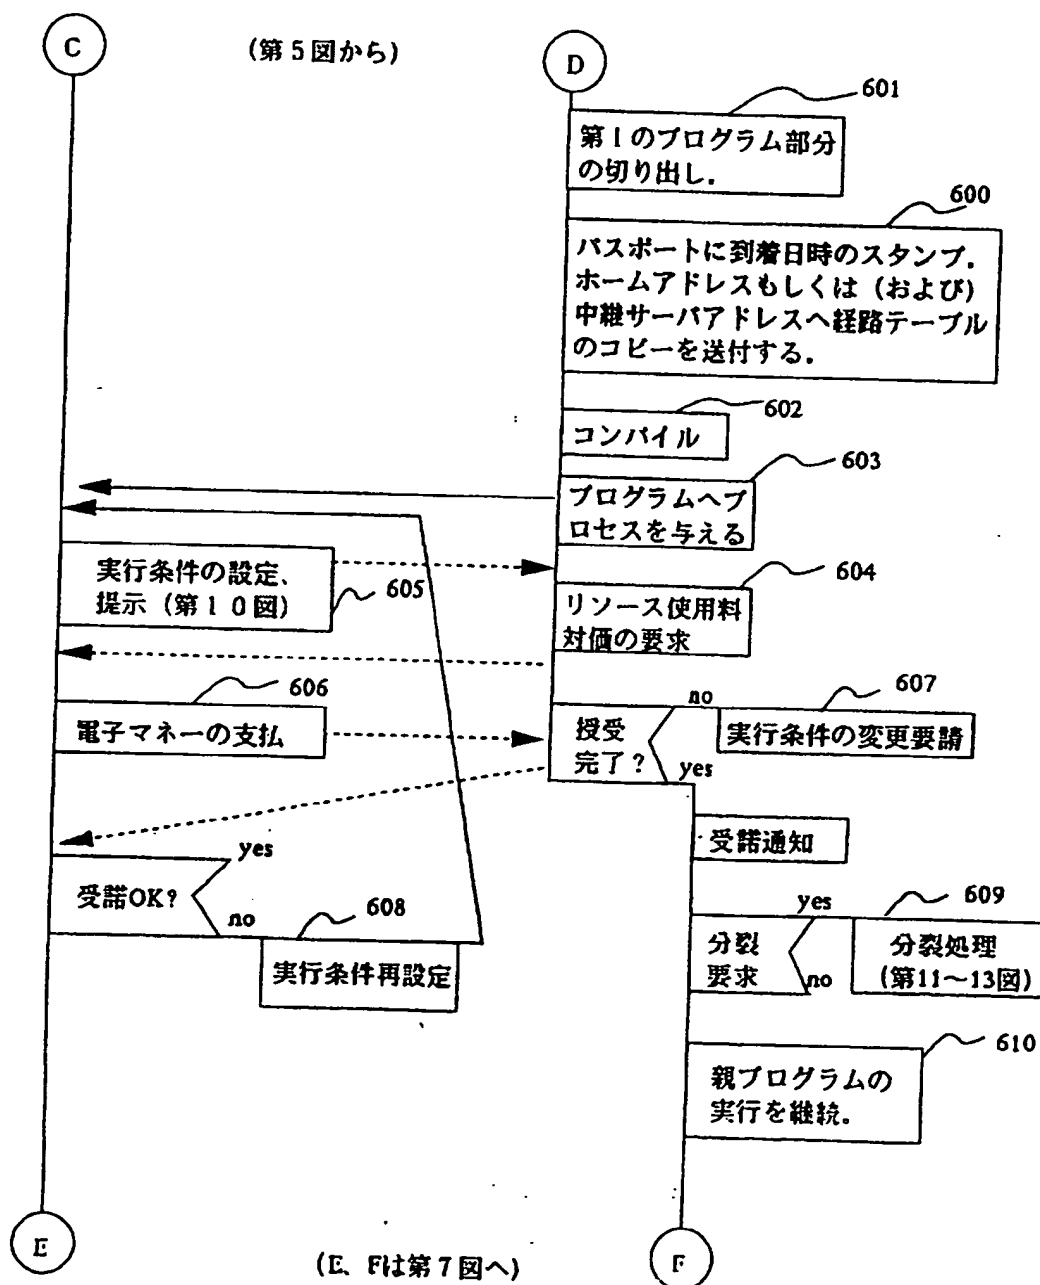 C
(第5図から)
D
601
第1のプログラム部分
の切り出し.
600
パスポートに到着日時のスタンプ.
ホームアドレスもしくは(および)
中継サーバアドレスへ経路テーブル
のコピーを送付する.
602
コンパイル
603
プログラムへプ
ロセスを与える
実行条件の設定、
提示(第10図)
605
604
リソース使用料
対価の要求
606
電子マネーの支払
授受
完了?
no
yes
607
実行条件の変更要請
受諾通知
yes
受諾OK?
no
608
実行条件再設定
分裂
要求
yes
no
609
分裂処理
(第11〜13図)
610
親プログラムの
実行を継続.
E
(E、Fは第7図へ)
F